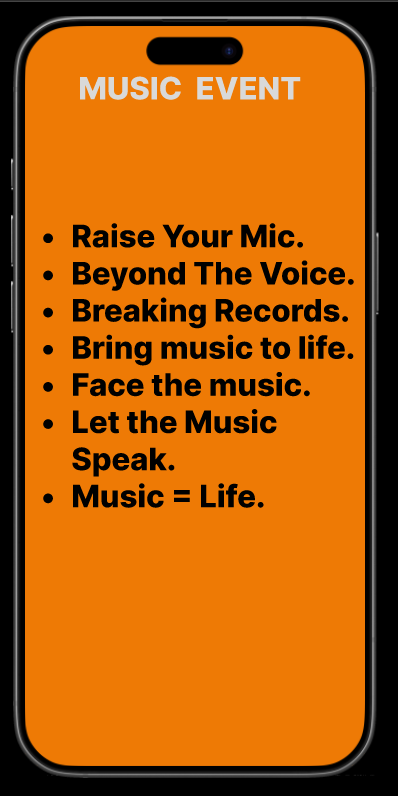 MUSIC EVENT
• Raise Your Mic.
• Beyond The Voice.
• Breaking Records.
• Bring music to life.
• Face the music.
• Let the Music
Speak.
• Music = Life.